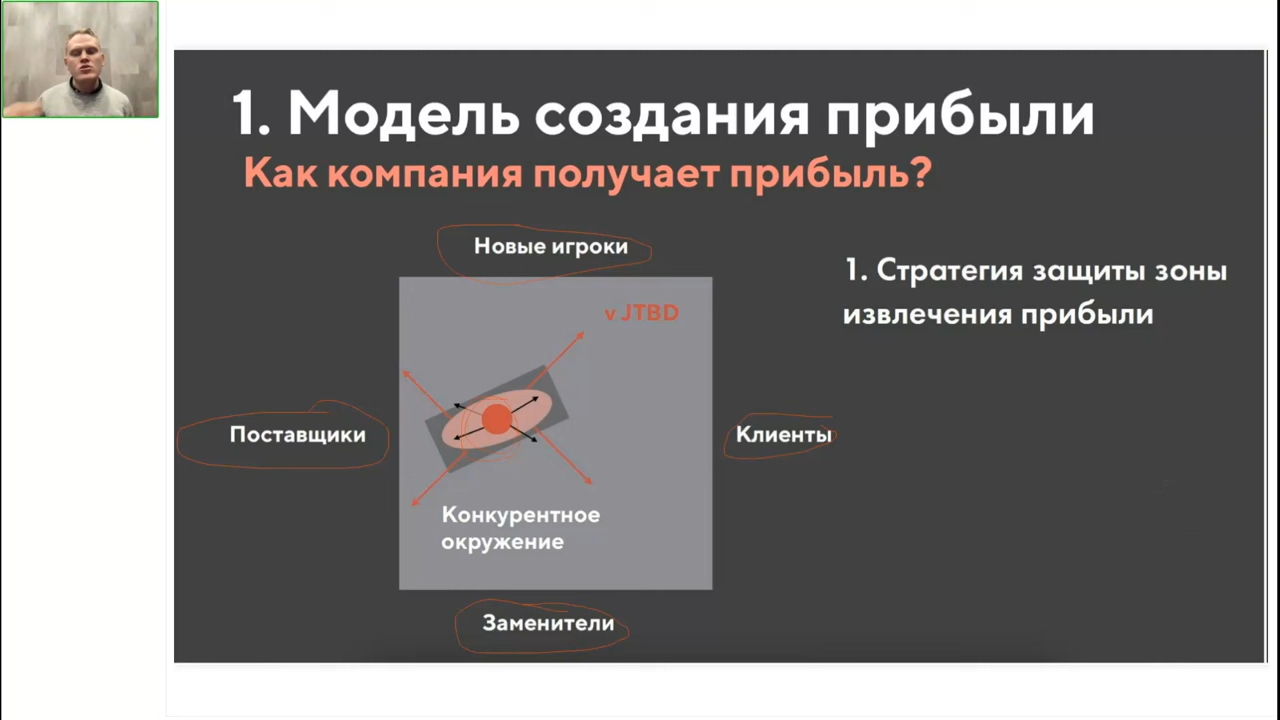 1. Модель создания прибыли
Как компания получает прибыль?
Новые игроки
1. Стратегия защиты зоны
извлечения прибыли
v JTBD
Поставщики
Клиенты
Конкурентное
окружение
Заменители